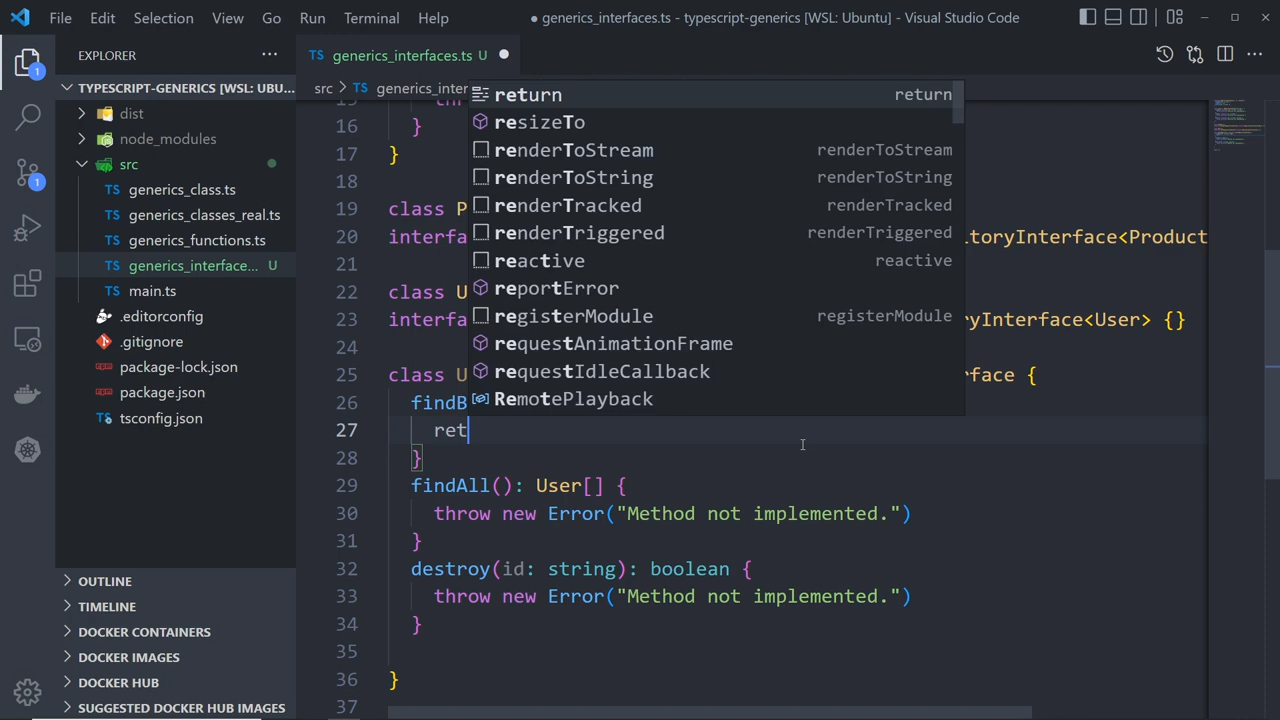 File Edit Selection View Go Run Terminal Help
● generics_interfaces.ts - typescript-generics [WSL: Ubuntu] - Visual Studio Code
EXPLORER
TYPESCRIPT-GENERICS [WSL: UBU...
dist
node_modules
src
TS generics_class.ts
TS generics_classes_real.ts
TS generics_functions.ts
TS generics_interface... U
TS main.ts
.editorconfig
.gitignore
package-lock.json
package.json
TS tsconfig.json
OUTLINE
TIMELINE
DOCKER CONTAINERS
DOCKER IMAGES
DOCKER HUB
SUGGESTED DOCKER HUB IMAGES
1
1
TS generics_interfaces.ts U
src > TS generics_inter
15 thr
16 }
17 }
18
19 class P
20 interfa itoryInterface<Product
21
22 class U
23 interfa ryInterface<User> {}
24
25 class U rface {
26 findB
27 ret
28 }
29 findAll(): User[] {
30 throw new Error("Method not implemented.")
31 }
32 destroy(id: string): boolean {
33 throw new Error("Method not implemented.")
34 }
35
36 }
37
return return
resizeTo
renderToStream renderToStream
renderToString renderToString
renderTracked renderTracked
renderTriggered renderTriggered
reactive reactive
reportError
registerModule registerModule
requestAnimationFrame
requestIdleCallback
RemotePlayback